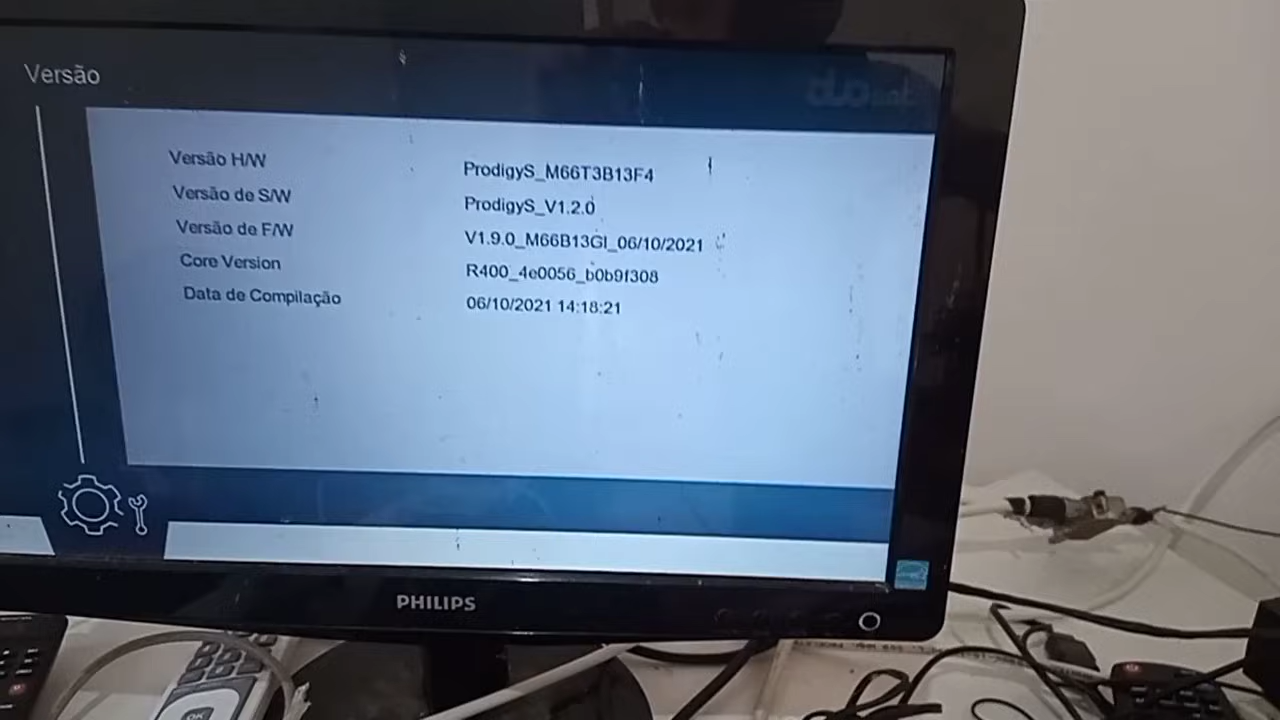 Versão
Versão H/W ProdigyS_M66T3B13F4
Versão de S/W ProdigyS_V1.2.0
Versão de F/W V1.9.0_M66B13GI_06/10/2021
Core Version R400_4e0056_b0b9f308
Data de Compilação 06/10/2021 14:18:21
PHILIPS
OK